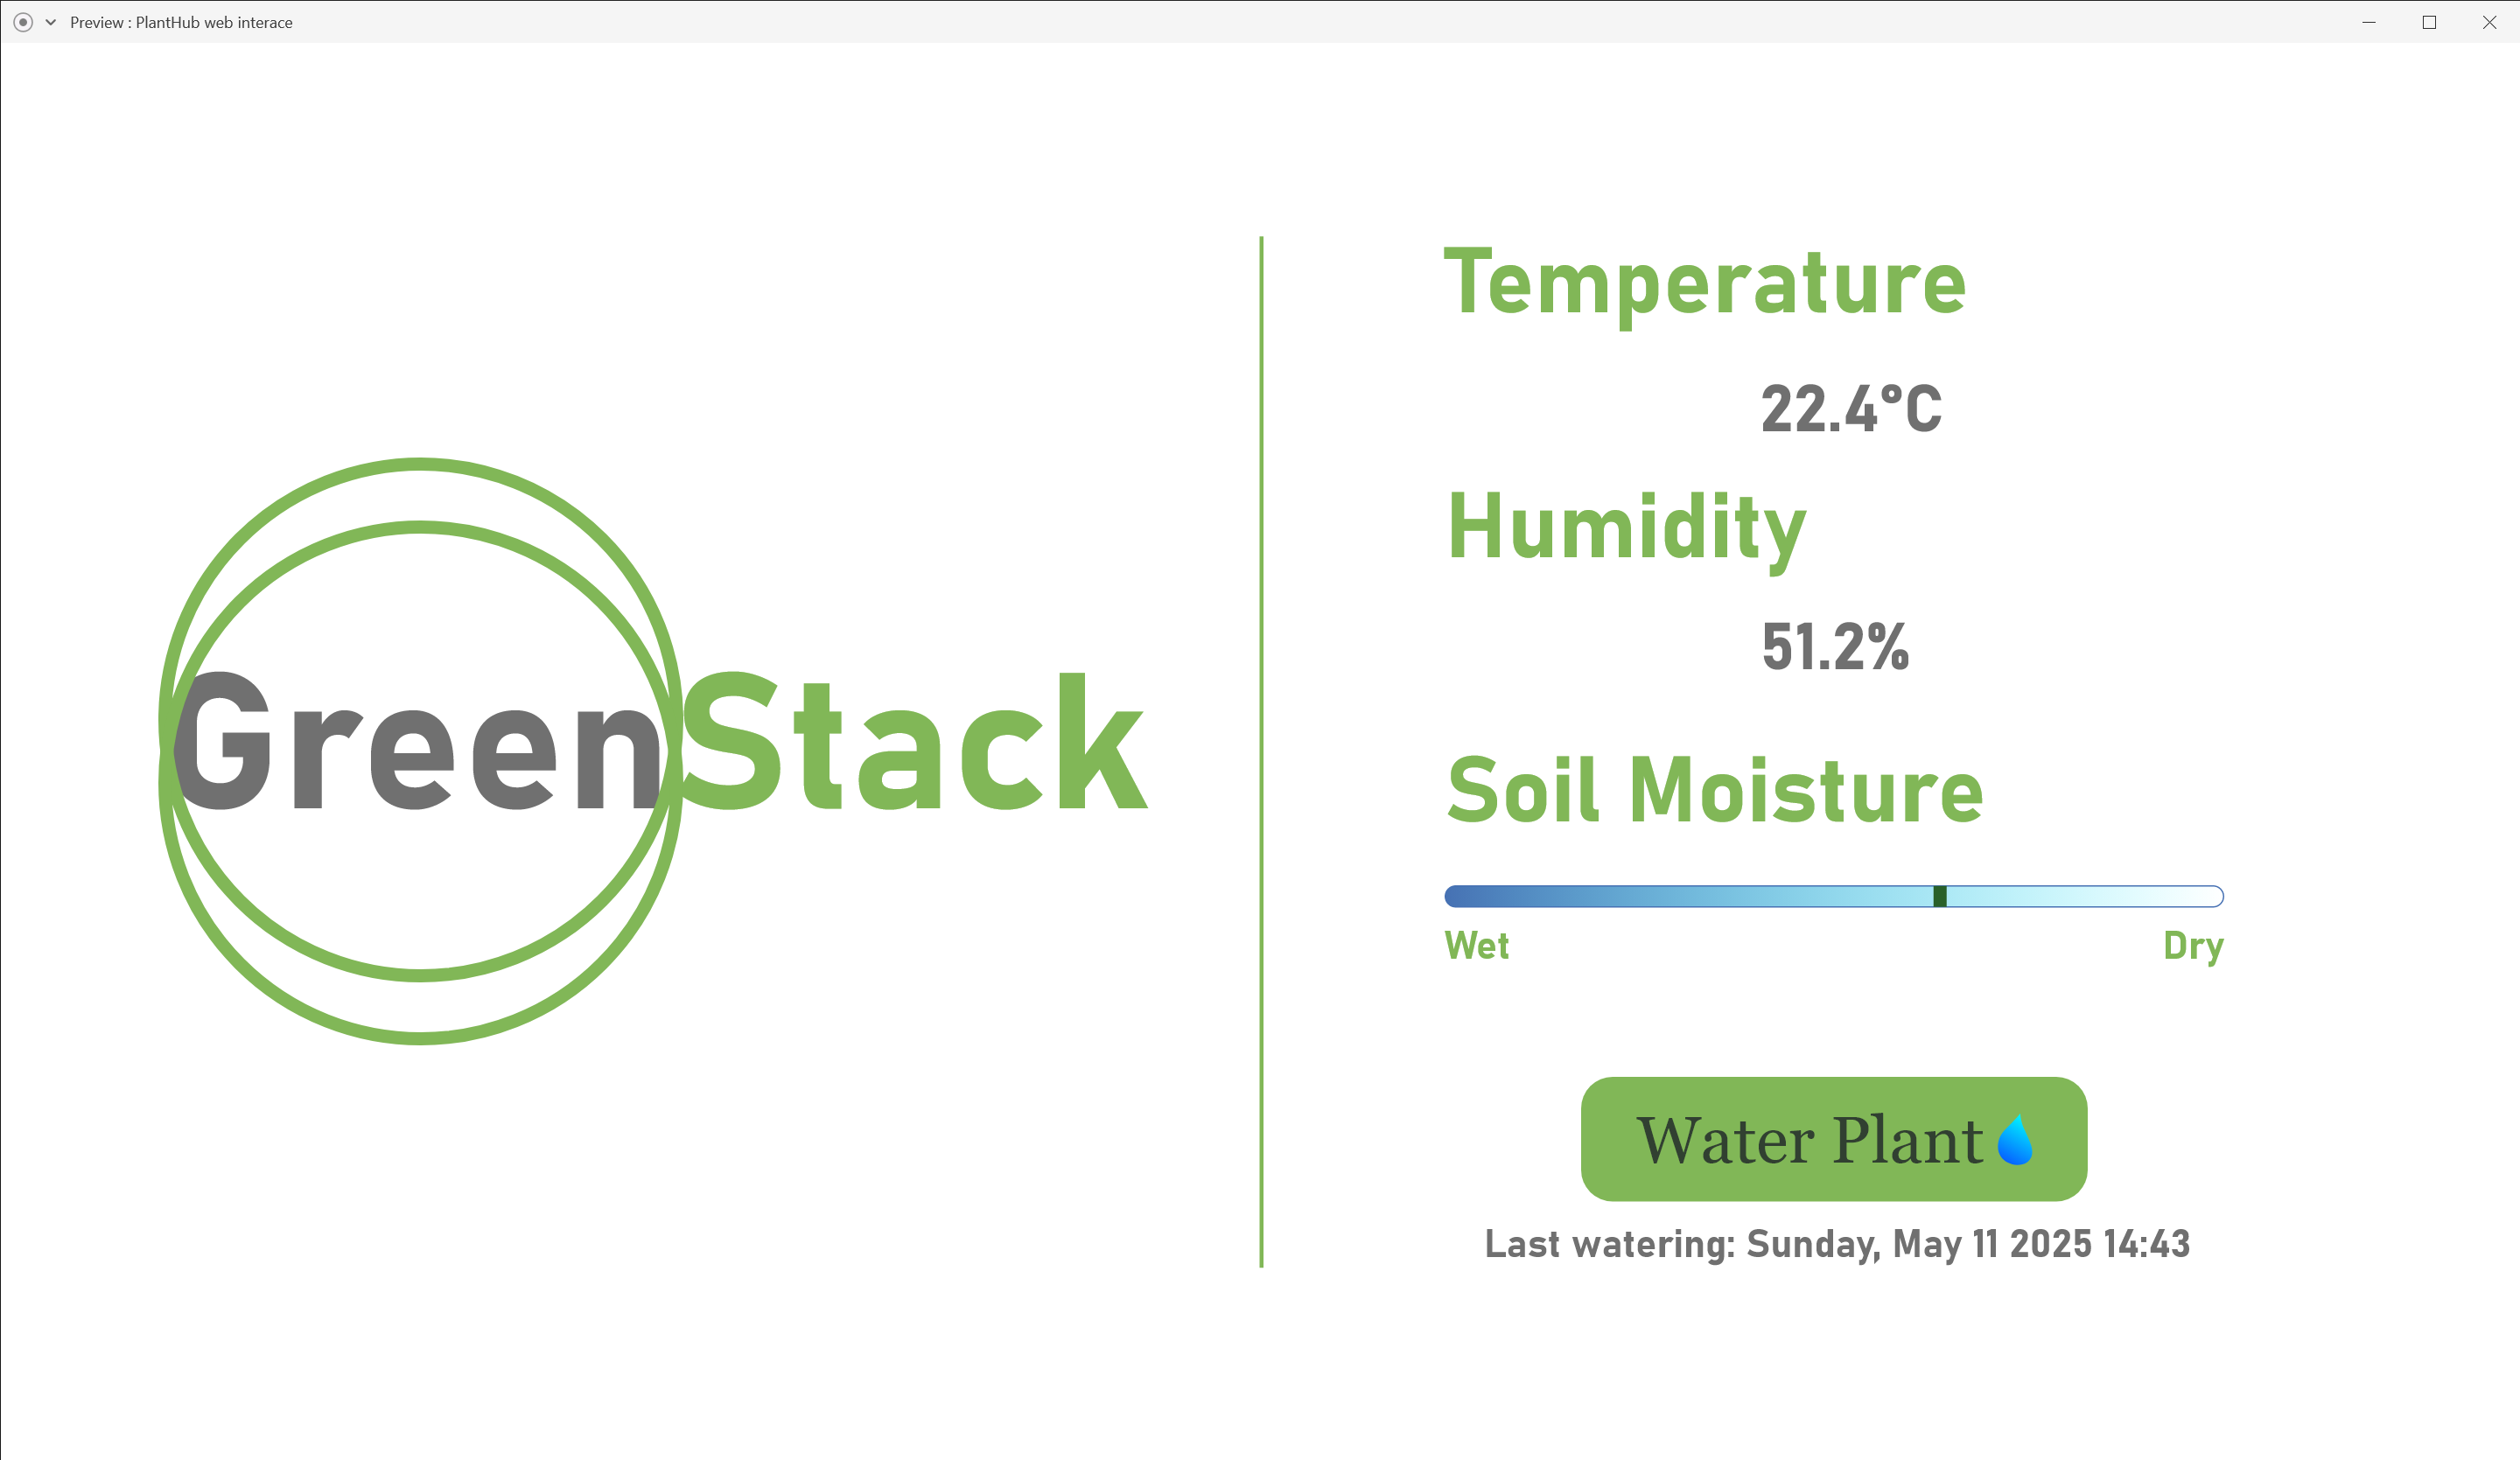 Preview : PlantHub web interace
GreenStack
Temperature
22.4°C
Humidity
51.2%
Soil Moisture
Wet
Dry
Water Plant
Last watering: Sunday, May 11 2025 14:43